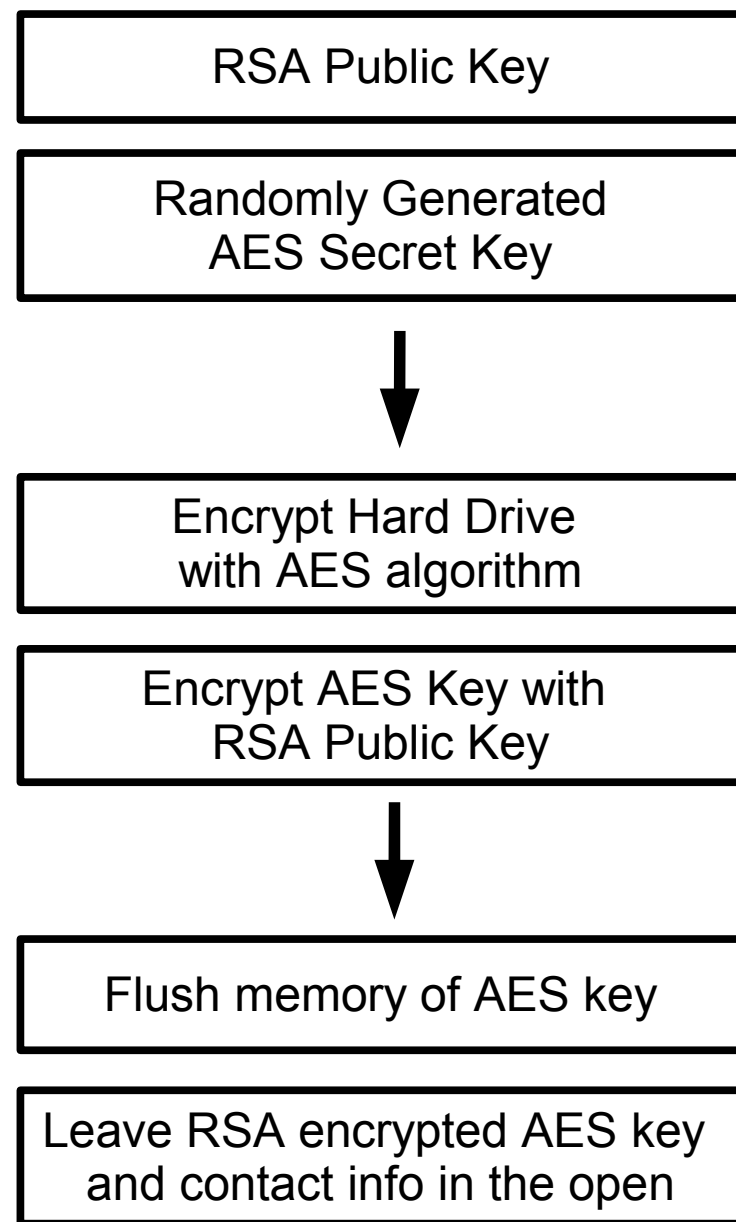 RSA Public Key
Randomly Generated
AES Secret Key
Encrypt Hard Drive
with AES algorithm
Encrypt AES Key with
RSA Public Key
Flush memory of AES key
Leave RSA encrypted AES key
and contact info in the open